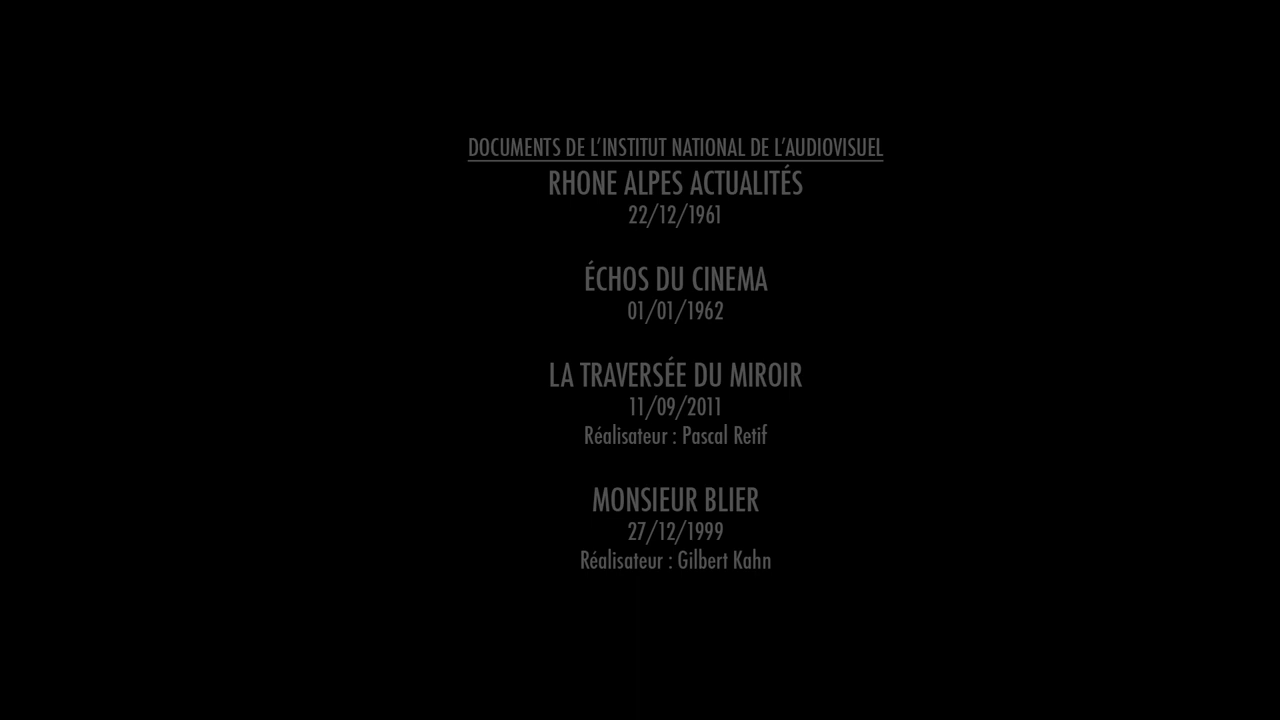 DOCUMENTS DE L’INSTITUT NATIONAL DE L’AUDIOVISUEL
RHONE ALPES ACTUALITÉS
22/12/1961
ÉCHOS DU CINEMA
01/01/1962
LA TRAVERSÉE DU MIROIR
11/09/2011
Réalisateur : Pascal Retif
MONSIEUR BLIER
27/12/1999
Réalisateur : Gilbert Kahn